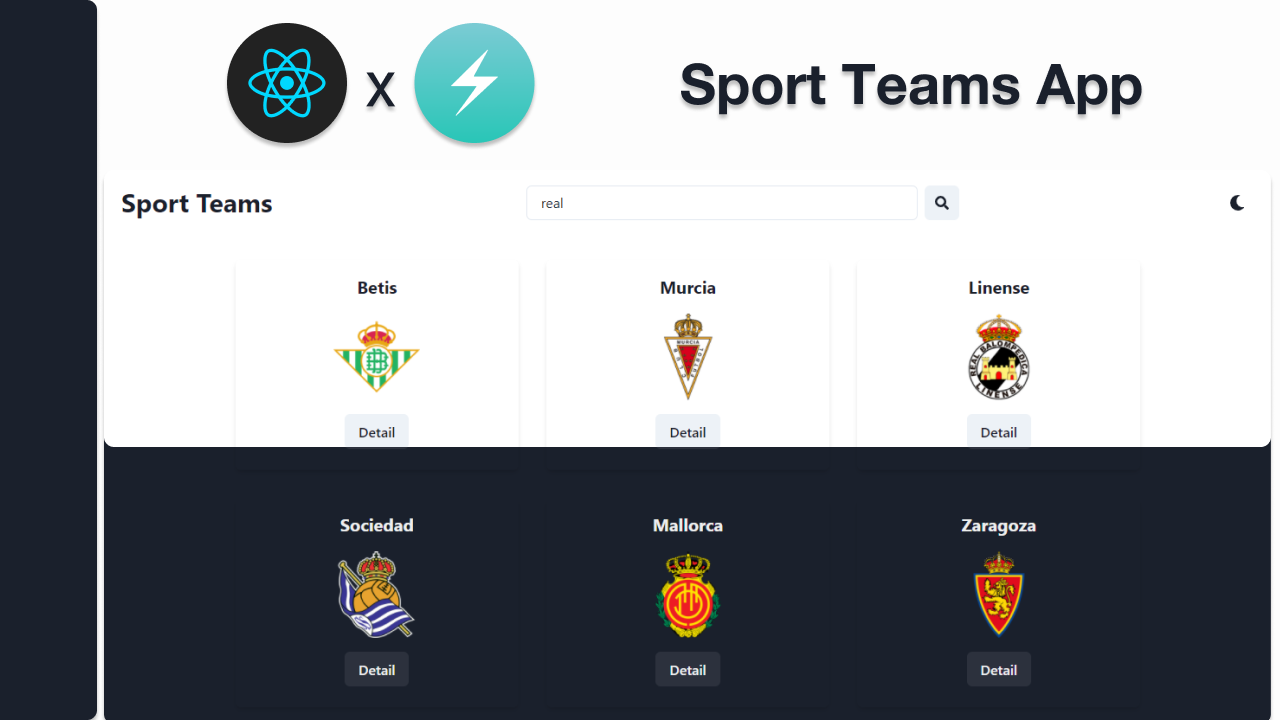 X
Sport Teams App
Sport Teams
real
Betis
Murcia
Linense
MURCIA
REAL BALOMPEDICA
LINENSE
Detail
Detail
Detail
Sociedad
Mallorca
Zaragoza
Detail
Detail
Detail